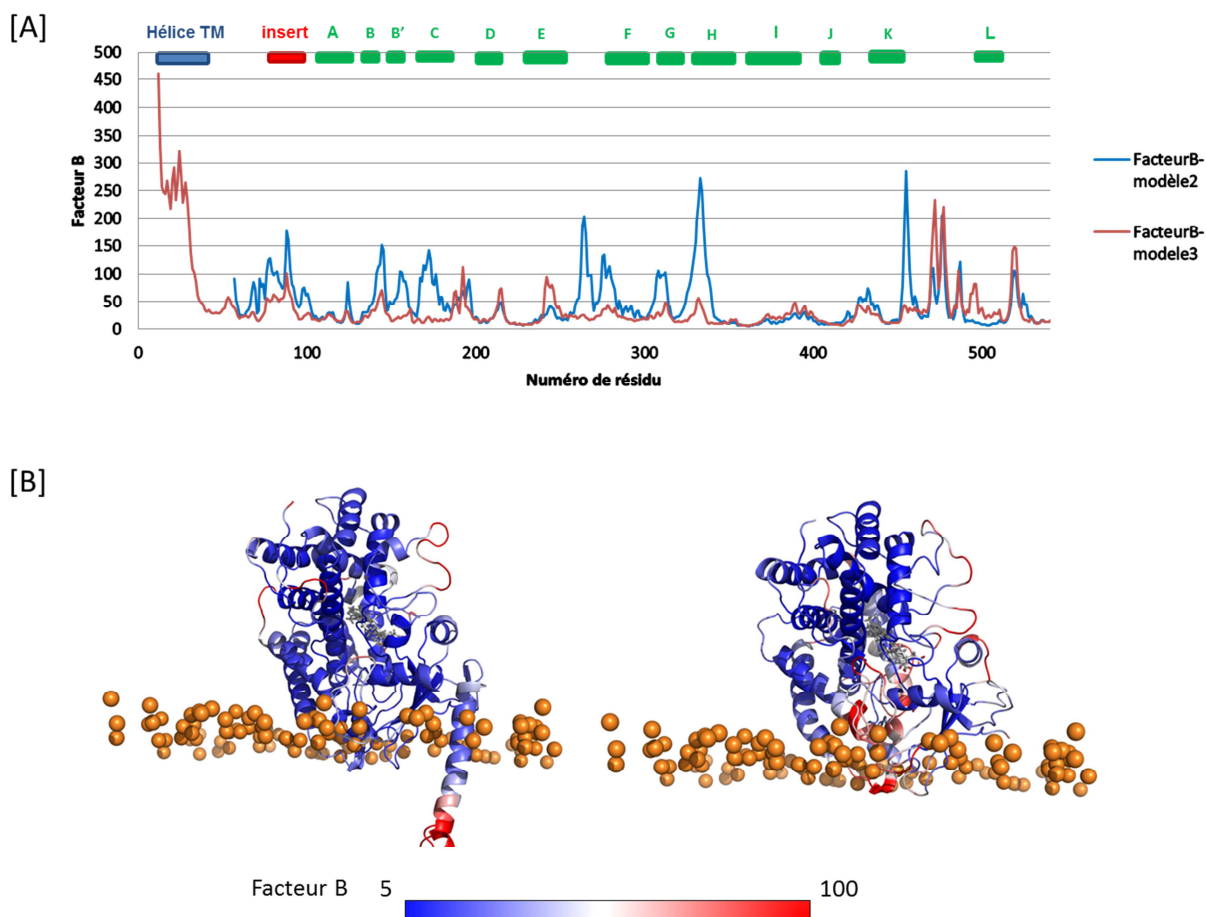 [A]
Hélice TM insert A B B’ C D E F G H I J K L
500
450
400
350
300
250
200
150
100
50
0
Facteur B
0 100 200 300 400 500
Numéro de résidu
FacteurB-
modèle2
FacteurB-
modele3
[B]
Facteur B 5 100